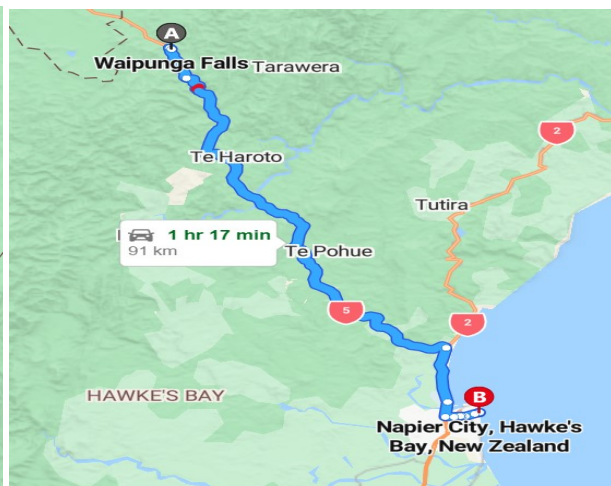 A
Waipunga Falls
Tarawera
2
Te Haroto
Tutira
1 hr 17 min
91 km
Te Pohue
5
2
HAWKE'S BAY
B
Napier City, Hawke's
Bay, New Zealand